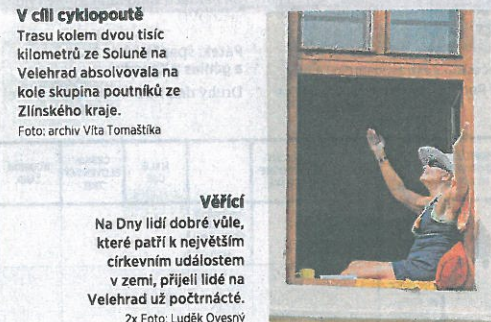 V cíli cyklopoutě
Trasu kolem dvou tisíc
kilometrů ze Soluně na
Velehrad absolvovala na
kole skupina poutníků ze
Zlínského kraje.
Foto: archiv Víta Tomaštíka
Věřící
Na Dny lidí dobré vůle,
které patří k největším
církevním událostem
v zemi, přijeli lidé na
Velehrad už počtrnácté.
2x Foto: Luděk Ovesný